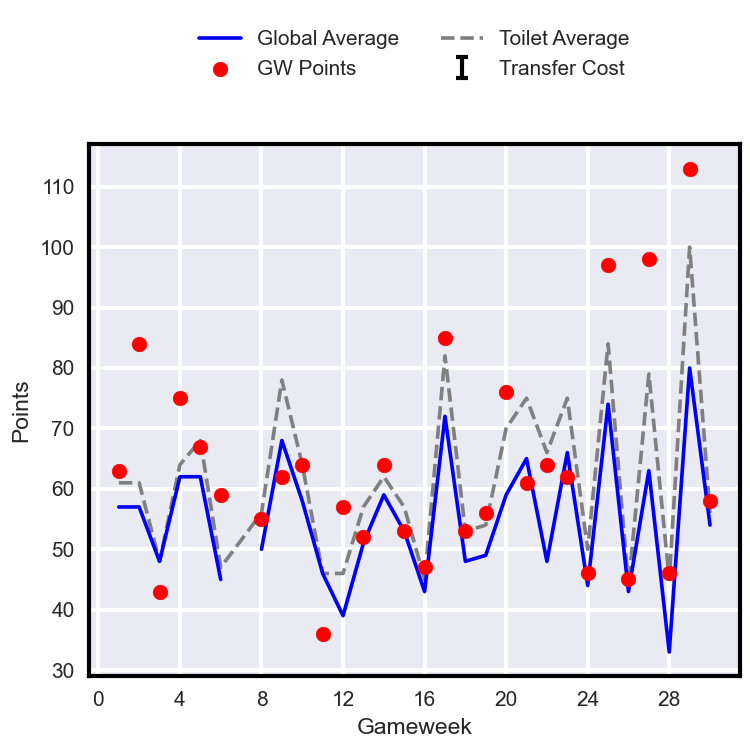 Global Average
Toilet Average
GW Points
Transfer Cost
110
100
90
80
70
60
50
40
30
Points
0 4 8 12 16 20 24 28
Gameweek